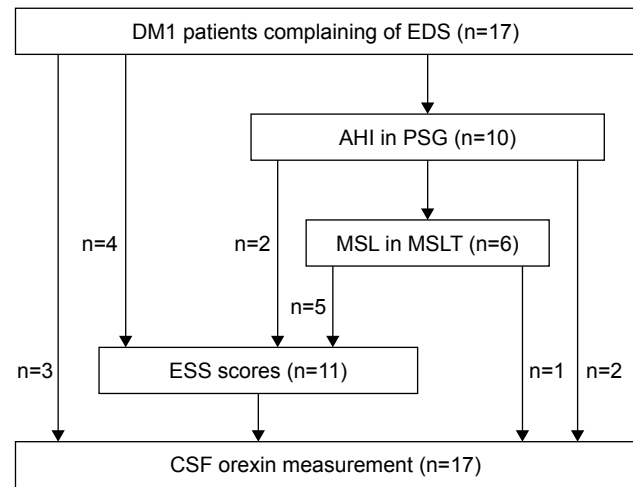 DM1 patients complaining of EDS (n=17)
AHI in PSG (n=10)
n=4
n=2
MSL in MSLT (n=6)
n=5
n=3
ESS scores (n=11)
n=1
n=2
CSF orexin measurement (n=17)